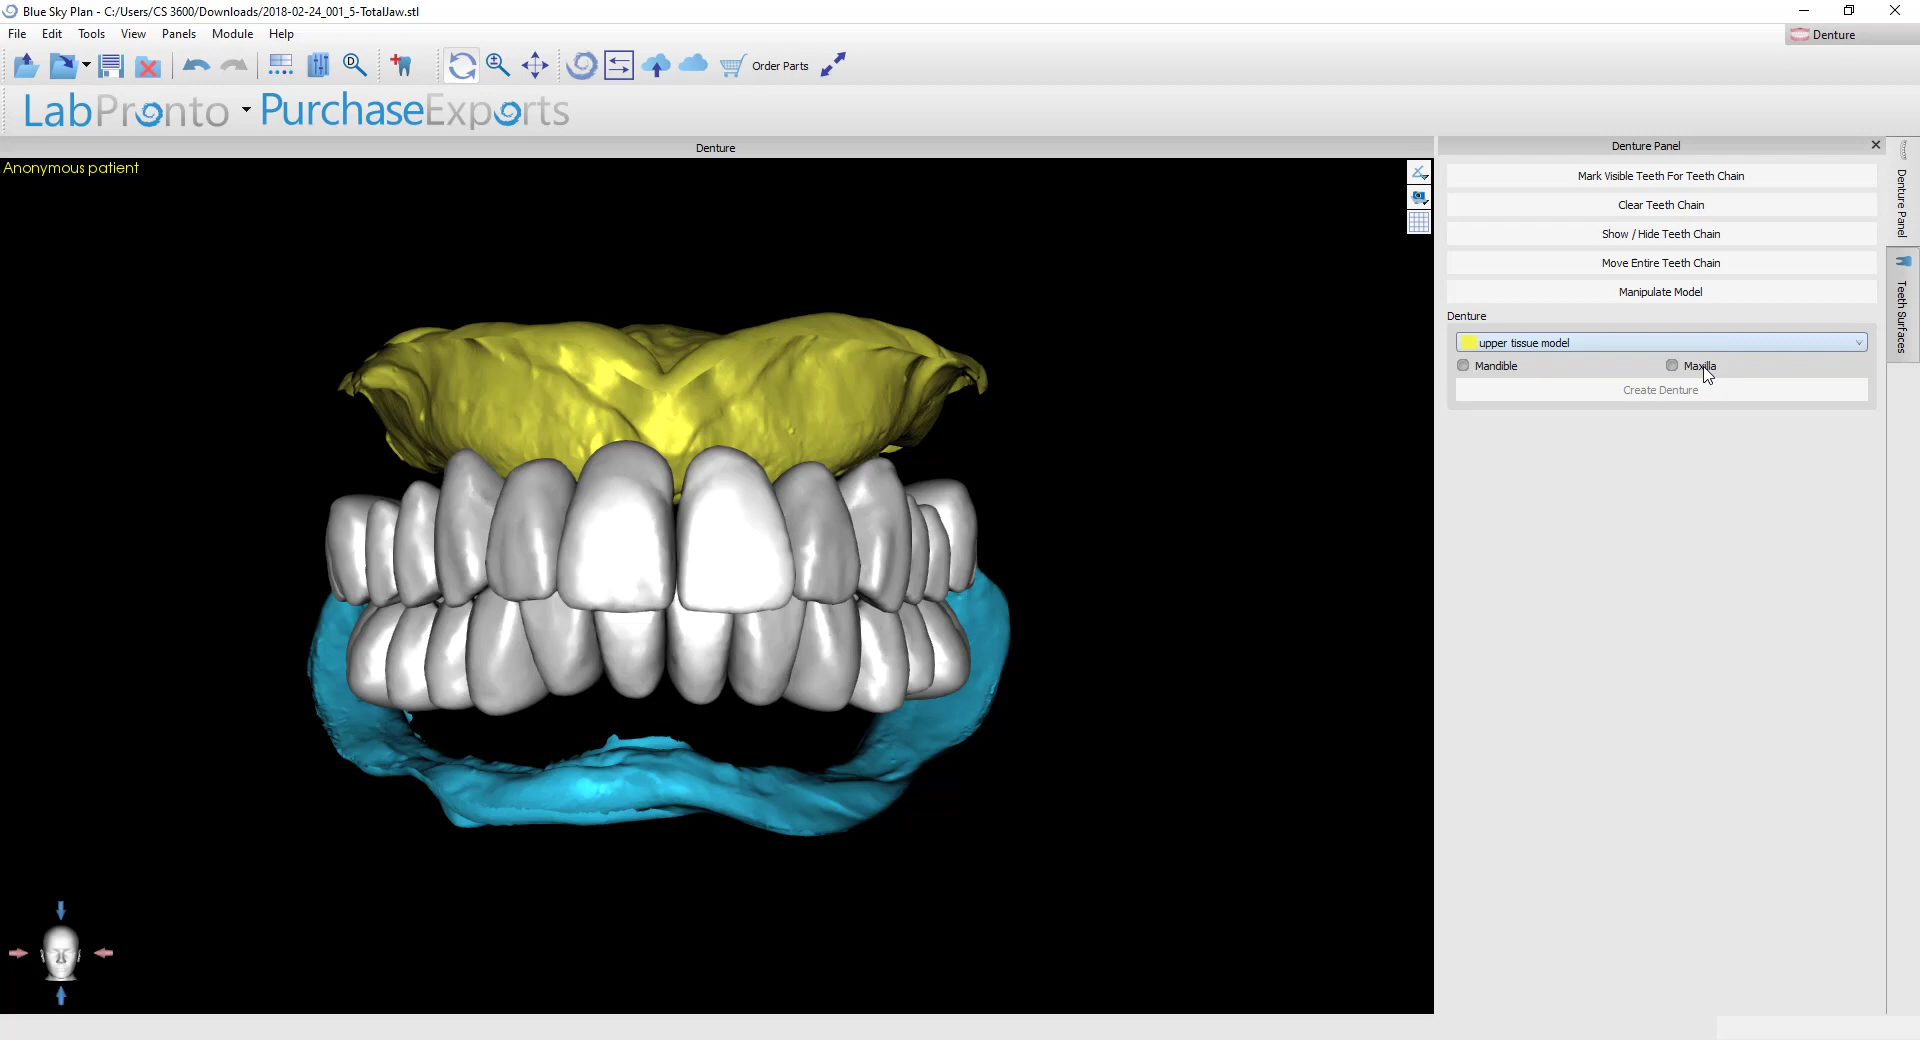 Blue Sky Plan - C:/Users/CS 3600/Downloads/2018-02-24_001_5-TotalJaw.stl
File Edit Tools View Panels Module Help
Denture
D
Order Parts
LabPronto PurchaseExports
Denture
Denture Panel
Anonymous patient
Mark Visible Teeth For Teeth Chain
Clear Teeth Chain
Show / Hide Teeth Chain
Move Entire Teeth Chain
Manipulate Model
Denture
upper tissue model
Mandible Maxilla
Create Denture
Denture Panel
Teeth Surfaces